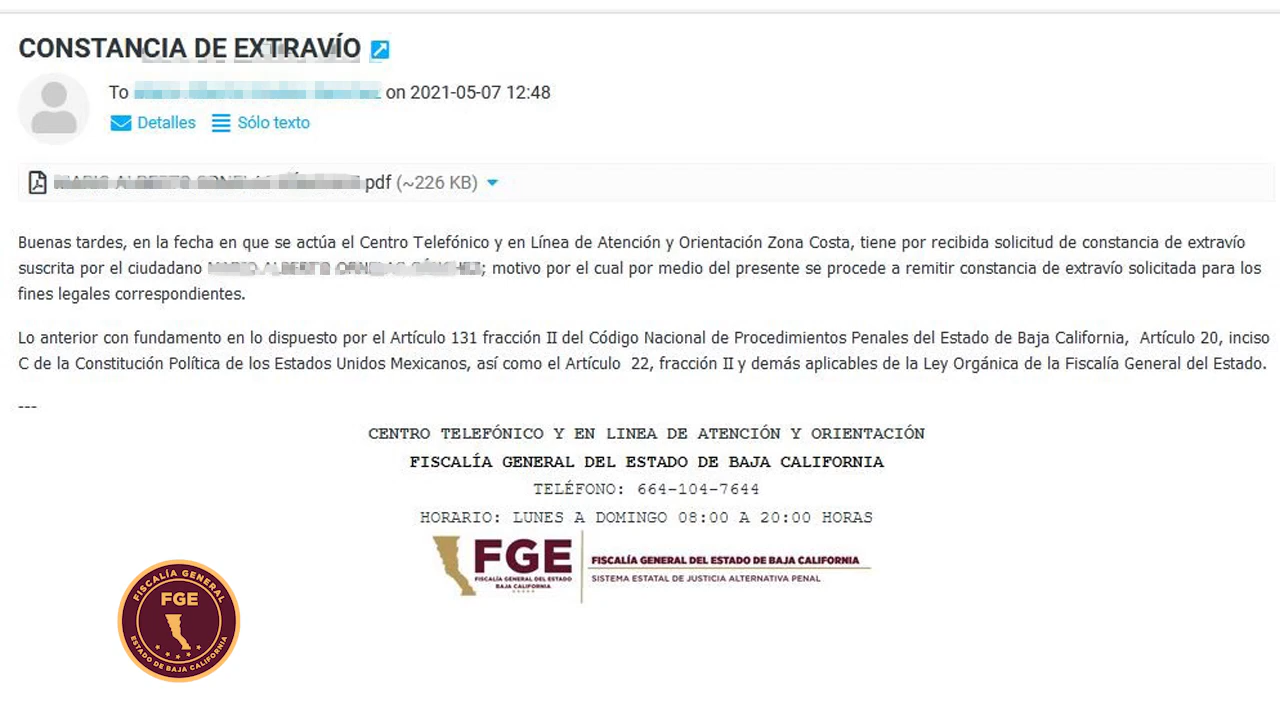 CONSTANCIA DE EXTRAVÍO
To on 2021-05-07 12:48
Detalles Sólo texto
.pdf (~226 KB)
Buenas tardes, en la fecha en que se actúa el Centro Telefónico y en Línea de Atención y Orientación Zona Costa, tiene por recibida solicitud de constancia de extravío
suscrita por el ciudadano ; motivo por el cual por medio del presente se procede a remitir constancia de extravío solicitada para los
fines legales correspondientes.
Lo anterior con fundamento en lo dispuesto por el Artículo 131 fracción II del Código Nacional de Procedimientos Penales del Estado de Baja California, Artículo 20, inciso
C de la Constitución Política de los Estados Unidos Mexicanos, así como el Artículo 22, fracción II y demás aplicables de la Ley Orgánica de la Fiscalía General del Estado.
---
CENTRO TELEFÓNICO Y EN LINEA DE ATENCIÓN Y ORIENTACIÓN
FISCALÍA GENERAL DEL ESTADO DE BAJA CALIFORNIA
TELÉFONO: 664-104-7644
HORARIO: LUNES A DOMINGO 08:00 A 20:00 HORAS
FGE
FISCALÍA GENERAL DEL ESTADO
BAJA CALIFORNIA
FISCALÍA GENERAL DEL ESTADO DE BAJA CALIFORNIA
SISTEMA ESTATAL DE JUSTICIA ALTERNATIVA PENAL
FISCALÍA GENERAL
FGE
ESTADO DE BAJA CALIFORNIA